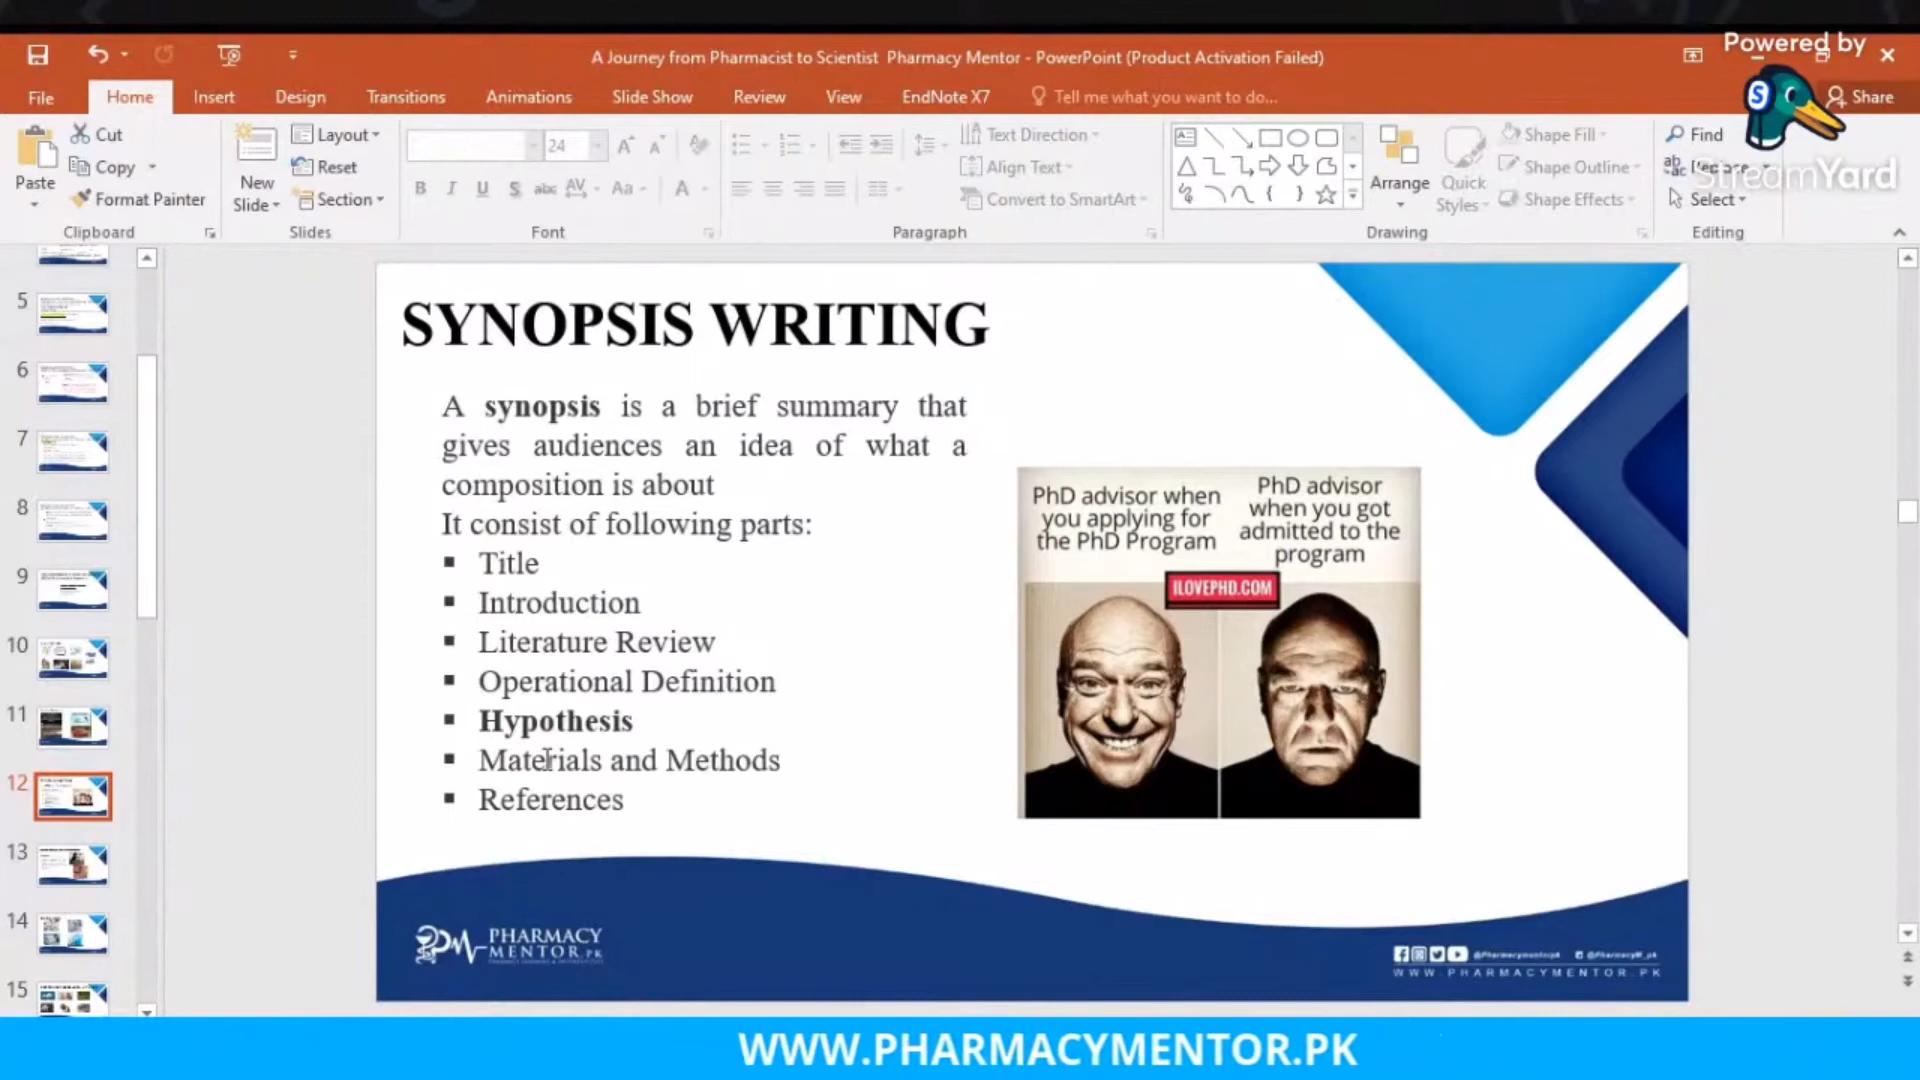 Powered by
StreamYard
A Journey from Pharmacist to Scientist Pharmacy Mentor - PowerPoint (Product Activation Failed)
File Home Insert Design Transitions Animations Slide Show Review View EndNote X7 Tell me what you want to do... Share
Paste
Cut
Copy
Format Painter
Clipboard
New Slide
Layout
Reset
Section
Slides
24
B I U S abc AV Aa A
Font
Text Direction
Align Text
Convert to SmartArt
Paragraph
Arrange
Quick Styles
Shape Fill
Shape Outline
Shape Effects
Drawing
Find
Replace
Select
Editing
5
6
7
8
9
10
11
12
13
14
15
SYNOPSIS WRITING
A synopsis is a brief summary that
gives audiences an idea of what a
composition is about
It consist of following parts:
Title
Introduction
Literature Review
Operational Definition
Hypothesis
Materials and Methods
References
PhD advisor when
you applying for
the PhD Program
PhD advisor
when you got
admitted to the
program
ILOVEPHD.COM
PHARMACY
MENTOR.PK
@Pharmacymentorpk
WWW.PHARMACYMENTOR.PK
WWW.PHARMACYMENTOR.PK